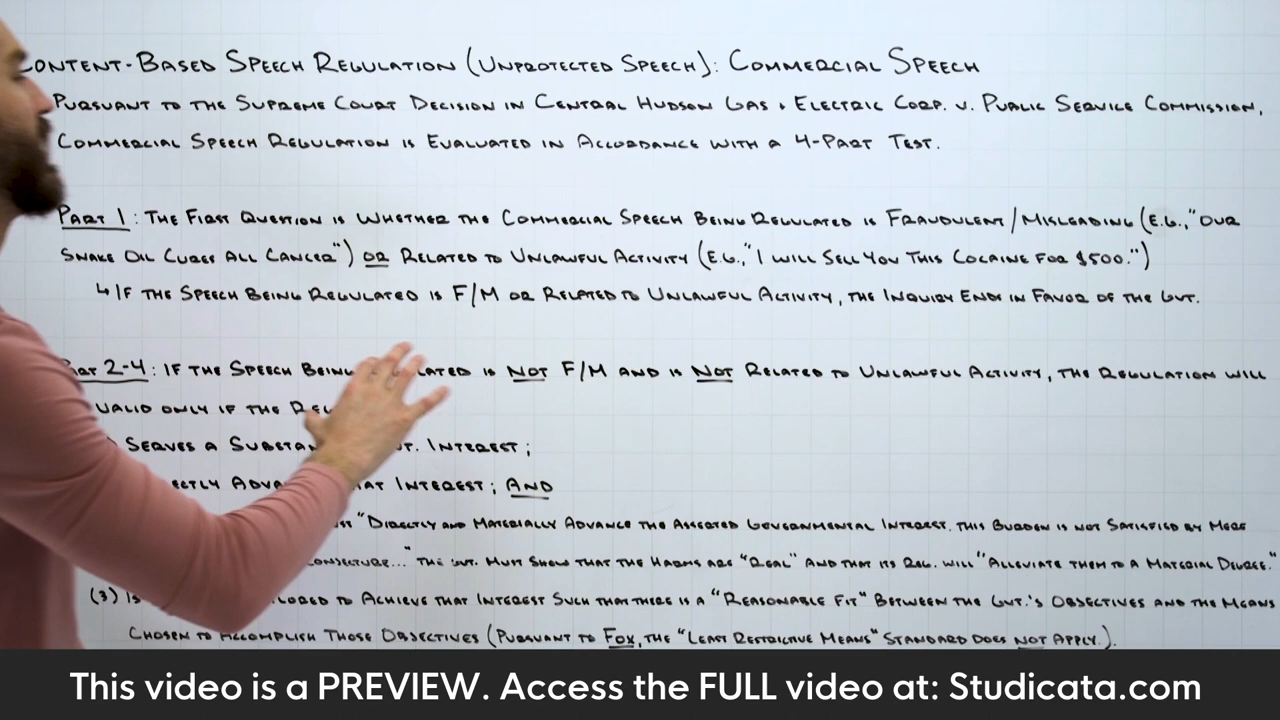 ONTENT-BASED SPEECH REGULATION (UNPROTECTED SPEECH): COMMERCIAL SPEECH
PURSUANT TO THE SUPREME COURT DECISION IN CENTRAL HUDSON GAS & ELECTRIC CORP. V. PUBLIC SERVICE COMMISSION,
COMMERCIAL SPEECH REGULATION IS EVALUATED IN ACCORDANCE WITH A 4-PART TEST.
PART 1: THE FIRST QUESTION IS WHETHER THE COMMERCIAL SPEECH BEING REGULATED IS FRAUDULENT/MISLEADING (E.G., "OUR
SNAKE OIL CURES ALL CANCER") OR RELATED TO UNLAWFUL ACTIVITY (E.G., "I WILL SELL YOU THIS COCAINE FOR $500.")
↳ IF THE SPEECH BEING REGULATED IS F/M OR RELATED TO UNLAWFUL ACTIVITY, THE INQUIRY ENDS IN FAVOR OF THE GVT.
2-4: IF THE SPEECH BEING LATED IS NOT F/M AND IS NOT RELATED TO UNLAWFUL ACTIVITY, THE REGULATION WILL
VALID ONLY IF THE
SERVES A T. INTEREST;
AT INTEREST; AND
"DIRECTLY AND MATERIALLY ADVANCE THE ASSERTED GOVERNMENTAL INTEREST. THIS BURDEN IS NOT SATISFIED BY MERE
CONJECTURE..." THE GVT. MUST SHOW THAT THE HARMS ARE "REAL" AND THAT ITS REG. WILL "ALLEVIATE THEM TO A MATERIAL DEGREE."
(3) IS LORED TO ACHIEVE THAT INTEREST SUCH THAT THERE IS A "REASONABLE FIT" BETWEEN THE GVT.'S OBJECTIVES AND THE MEANS
CHOSEN TO ACCOMPLISH THOSE OBJECTIVES (PURSUANT TO FOX, THE "LEAST RESTRICTIVE MEANS" STANDARD DOES NOT APPLY.).
This video is a PREVIEW. Access the FULL video at: Studicata.com